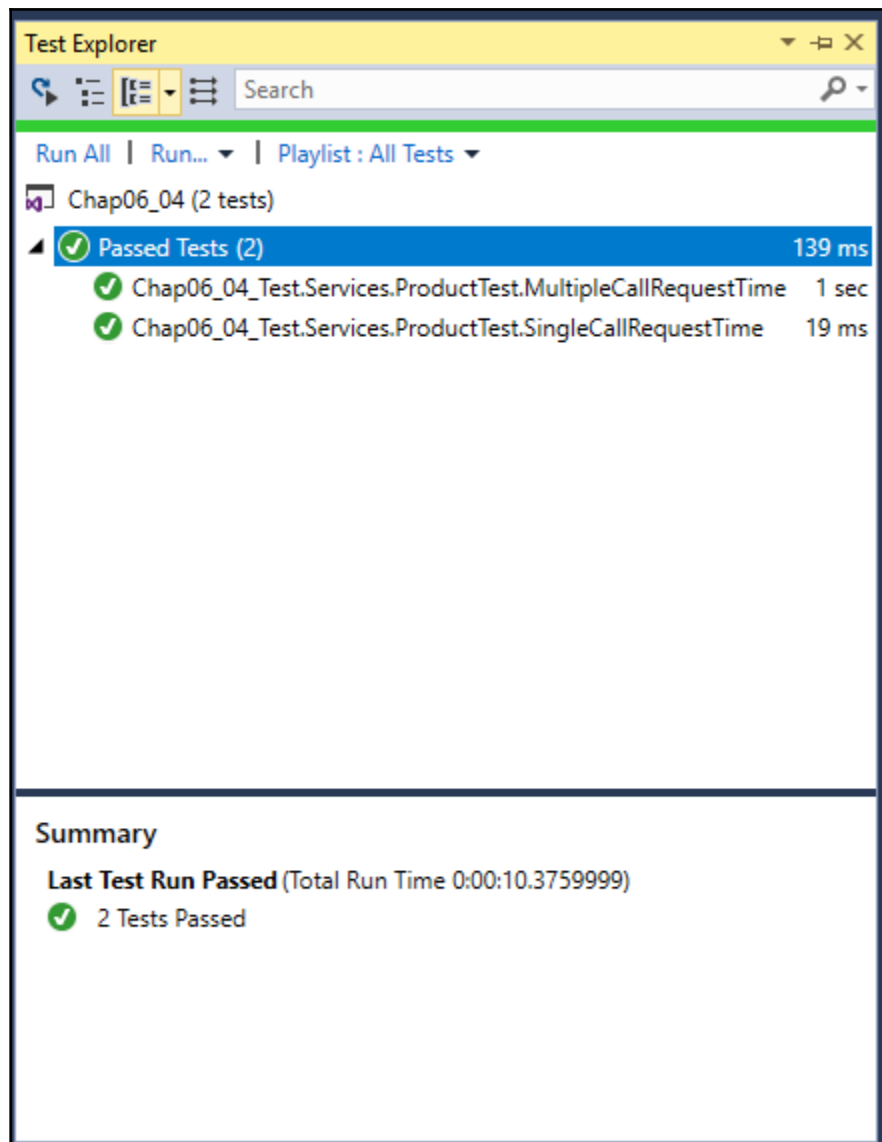 Test Explorer
Search
Run All | Run... | Playlist : All Tests
Chap06_04 (2 tests)
Passed Tests (2) 139 ms
Chap06_04_Test.Services.ProductTest.MultipleCallRequestTime 1 sec
Chap06_04_Test.Services.ProductTest.SingleCallRequestTime 19 ms
Summary
Last Test Run Passed (Total Run Time 0:00:10.3759999)
2 Tests Passed